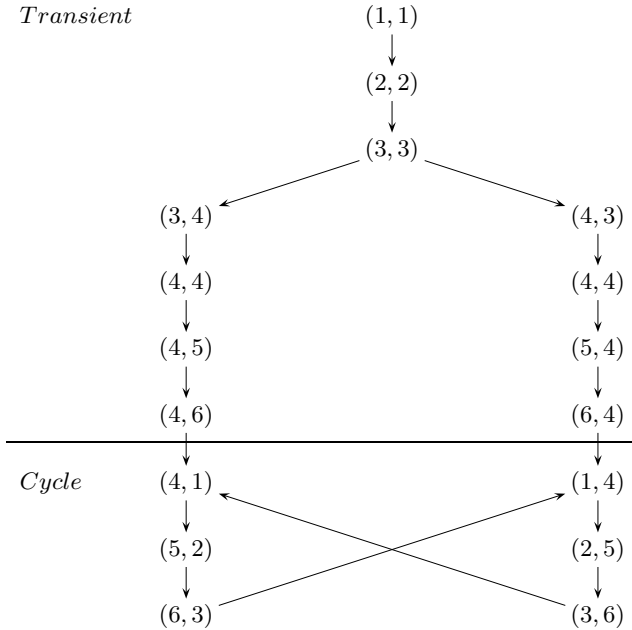 Transient (1, 1)
(2, 2)
(3, 3)
(3, 4) (4, 3)
(4, 4) (4, 4)
(4, 5) (5, 4)
(4, 6) (6, 4)
Cycle (4, 1) (1, 4)
(5, 2) (2, 5)
(6, 3) (3, 6)